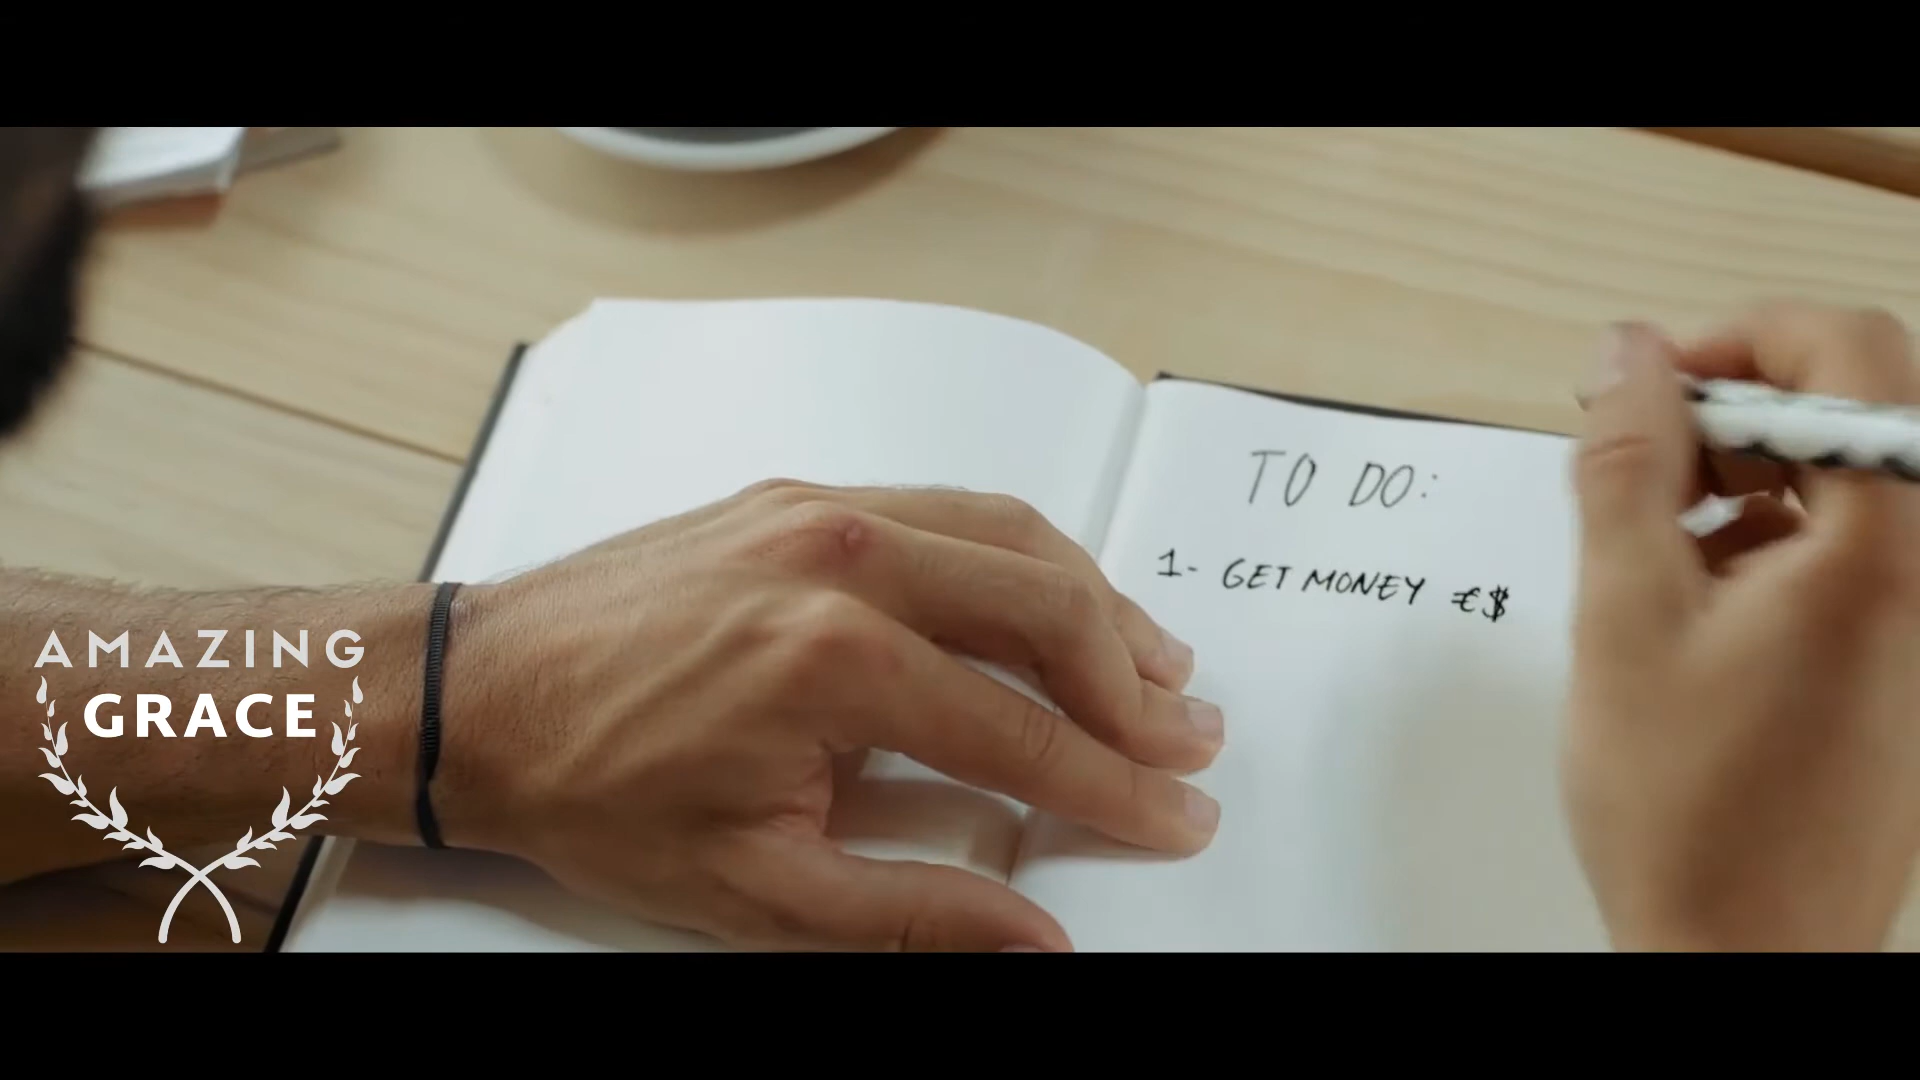 TO DO:
1- GET MONEY €$
AMAZING
GRACE